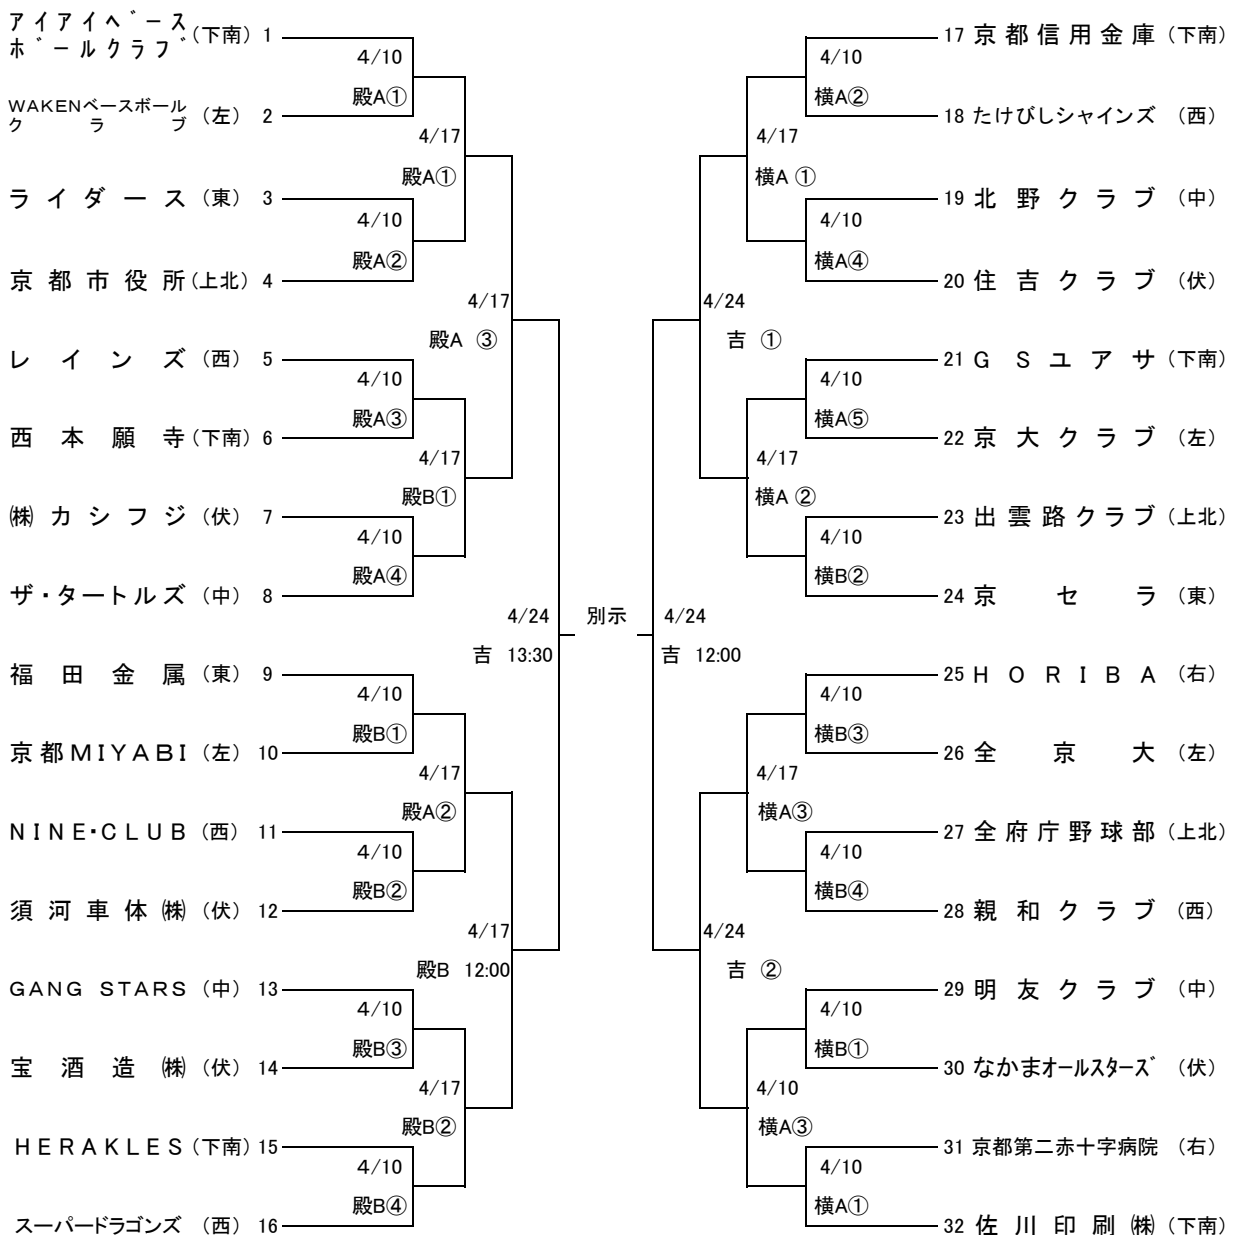 アイアイベース
ボールクラブ (下南) 1
4/10
殿A①
WAKENベースボール
クラブ (左) 2
4/17
殿A①
ライダース (東) 3
4/10
殿A②
京都市役所 (上北) 4
4/17
殿A ③
レインズ (西) 5
4/10
殿A③
西本願寺 (下南) 6
4/17
殿B①
㈱カシフジ (伏) 7
4/10
殿A④
ザ・タートルズ (中) 8
4/24
吉 13:30
福田金属 (東) 9
4/10
殿B①
京都MIYABI (左) 10
4/17
殿A②
NINE・CLUB (西) 11
4/10
殿B②
須河車体㈱ (伏) 12
4/17
殿B 12:00
GANG STARS (中) 13
4/10
殿B③
宝酒造㈱ (伏) 14
4/17
殿B②
HERAKLES (下南) 15
4/10
殿B④
スーパードラゴンズ (西) 16
別示
17 京都信用金庫 (下南)
4/10
横A②
18 たけびしシャインズ (西)
4/17
横A ①
19 北野クラブ (中)
4/10
横A④
20 住吉クラブ (伏)
4/24
吉 ①
21 GSユアサ (下南)
4/10
横A⑤
22 京大クラブ (左)
4/17
横A ②
23 出雲路クラブ (上北)
4/10
横B②
24 京セラ (東)
4/24
吉 12:00
25 HORIBA (右)
4/10
横B③
26 全京大 (左)
4/17
横A③
27 全府庁野球部 (上北)
4/10
横B④
28 親和クラブ (西)
4/24
吉 ②
29 明友クラブ (中)
4/10
横B①
30 なかまオールスターズ (伏)
4/10
横A③
31 京都第二赤十字病院 (右)
4/10
横A①
32 佐川印刷㈱ (下南)